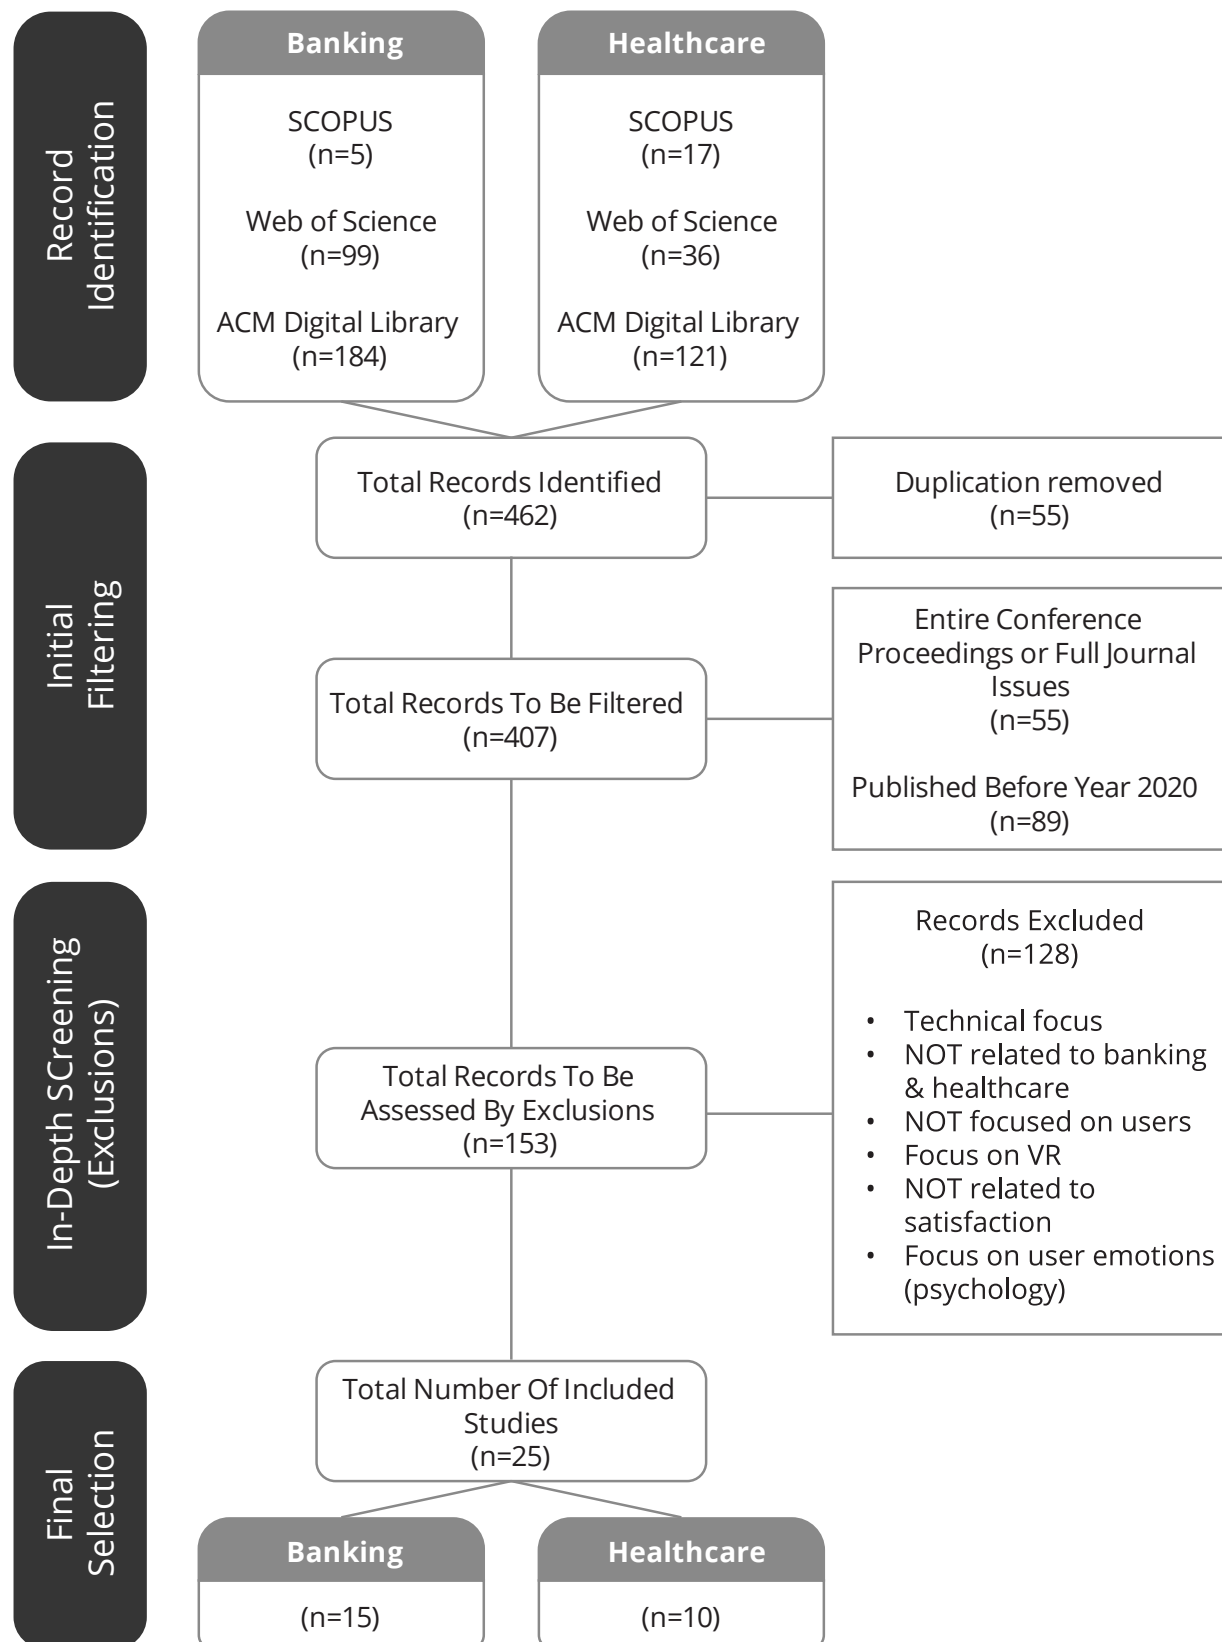 Record
Identification
Banking
SCOPUS
(n=5)
Web of Science
(n=99)
ACM Digital Library
(n=184)
Healthcare
SCOPUS
(n=17)
Web of Science
(n=36)
ACM Digital Library
(n=121)
Initial
Filtering
Total Records Identified
(n=462)
Duplication removed
(n=55)
Total Records To Be Filtered
(n=407)
Entire Conference
Proceedings or Full Journal
Issues
(n=55)
Published Before Year 2020
(n=89)
In-Depth SCreening
(Exclusions)
Total Records To Be
Assessed By Exclusions
(n=153)
Records Excluded
(n=128)
• Technical focus
• NOT related to banking
& healthcare
• NOT focused on users
• Focus on VR
• NOT related to
satisfaction
• Focus on user emotions
(psychology)
Final
Selection
Total Number Of Included
Studies
(n=25)
Banking
(n=15)
Healthcare
(n=10)